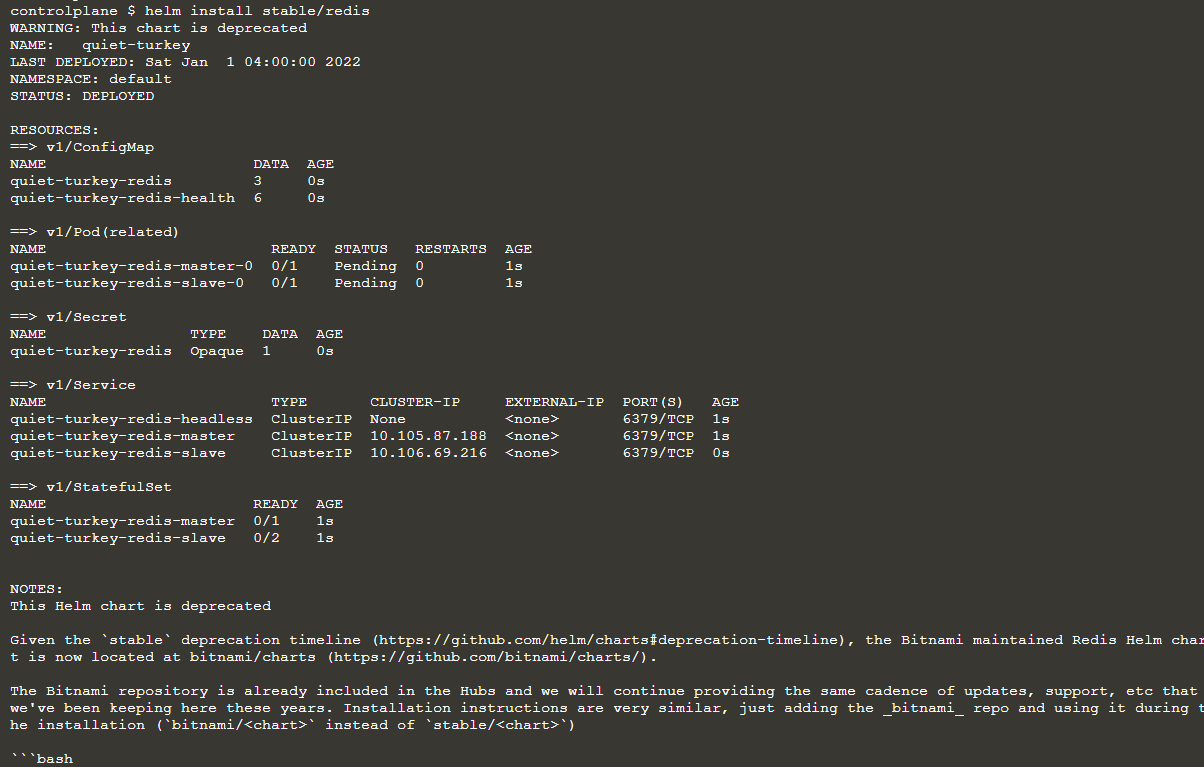 controlplane $ helm install stable/redis
WARNING: This chart is deprecated
NAME:   quiet-turkey
LAST DEPLOYED: Sat Jan  1 04:00:00 2022
NAMESPACE: default
STATUS: DEPLOYED

RESOURCES:
==> v1/ConfigMap
NAME                       DATA  AGE
quiet-turkey-redis         3     0s
quiet-turkey-redis-health  6     0s

==> v1/Pod(related)
NAME                         READY  STATUS   RESTARTS  AGE
quiet-turkey-redis-master-0  0/1    Pending  0         1s
quiet-turkey-redis-slave-0   0/1    Pending  0         1s

==> v1/Secret
NAME                TYPE    DATA  AGE
quiet-turkey-redis  Opaque  1     0s

==> v1/Service
NAME                         TYPE       CLUSTER-IP     EXTERNAL-IP  PORT(S)   AGE
quiet-turkey-redis-headless  ClusterIP  None           <none>       6379/TCP  1s
quiet-turkey-redis-master    ClusterIP  10.105.87.188  <none>       6379/TCP  1s
quiet-turkey-redis-slave     ClusterIP  10.106.69.216  <none>       6379/TCP  0s

==> v1/StatefulSet
NAME                       READY  AGE
quiet-turkey-redis-master  0/1    1s
quiet-turkey-redis-slave   0/2    1s

NOTES:
This Helm chart is deprecated

Given the `stable` deprecation timeline (https://github.com/helm/charts#deprecation-timeline), the Bitnami maintained Redis Helm char
t is now located at bitnami/charts (https://github.com/bitnami/charts/).

The Bitnami repository is already included in the Hubs and we will continue providing the same cadence of updates, support, etc that
we've been keeping here these years. Installation instructions are very similar, just adding the _bitnami_ repo and using it during t
he installation (`bitnami/<chart>` instead of `stable/<chart>`)

```bash